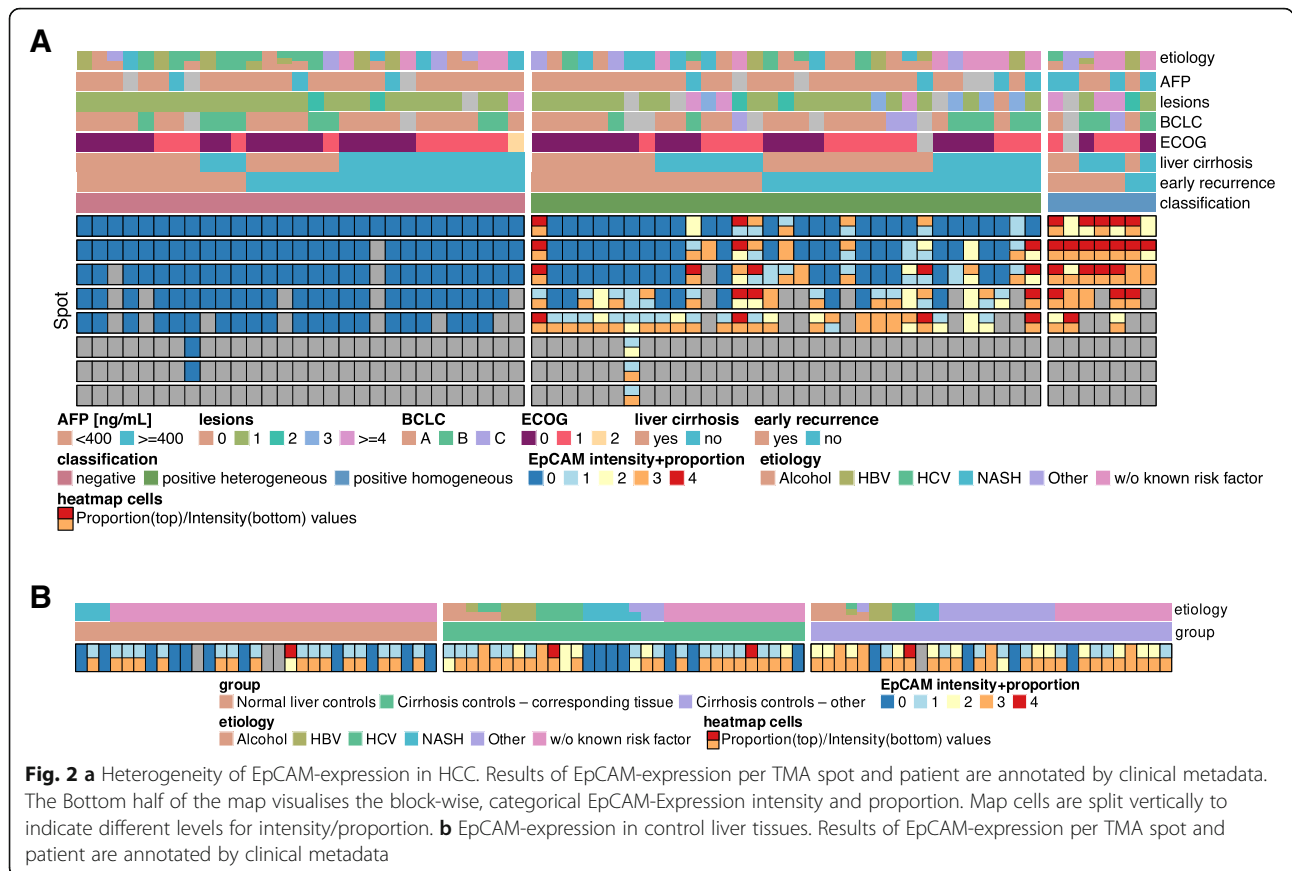 A
etiology
AFP
lesions
BCLC
ECOG
liver cirrhosis
early recurrence
classification
Spot
AFP [ng/mL] lesions BCLC ECOG liver cirrhosis early recurrence
<400 >=400 0 1 2 3 >=4 A B C 0 1 2 yes no yes no
classification EpCAM intensity+proportion etiology
negative positive heterogeneous positive homogeneous 0 1 2 3 4 Alcohol HBV HCV NASH Other w/o known risk factor
heatmap cells
Proportion(top)/Intensity(bottom) values
B
etiology
group
group EpCAM intensity+proportion
Normal liver controls Cirrhosis controls – corresponding tissue Cirrhosis controls – other 0 1 2 3 4
etiology heatmap cells
Alcohol HBV HCV NASH Other w/o known risk factor Proportion(top)/Intensity(bottom) values
Fig. 2 a Heterogeneity of EpCAM-expression in HCC. Results of EpCAM-expression per TMA spot and patient are annotated by clinical metadata.
The Bottom half of the map visualises the block-wise, categorical EpCAM-Expression intensity and proportion. Map cells are split vertically to
indicate different levels for intensity/proportion. b EpCAM-expression in control liver tissues. Results of EpCAM-expression per TMA spot and
patient are annotated by clinical metadata